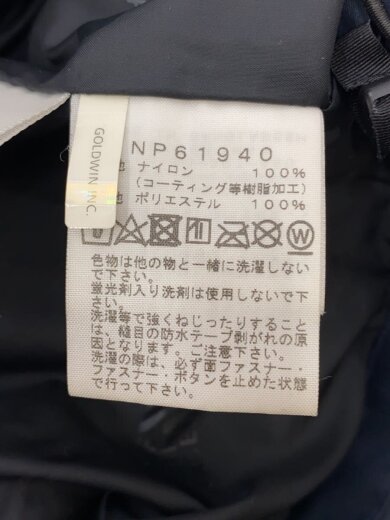 GOLDWIN INC.
NP61940
地 ナイロン 100%
(コーティング等樹脂加工)
地 ポリエステル 100%
W
色物は他の物と一緒に洗濯しない
で下さい。
蛍光剤入り洗剤は使用しないで下
さい。
洗濯等で強くねじったりすること
は、縫目の防水テープ剥がれの原
因となります。ご注意下さい。
洗濯の際は、必ず面ファスナー・
ファスナー・ボタンを止めた状態
で行って下さい。